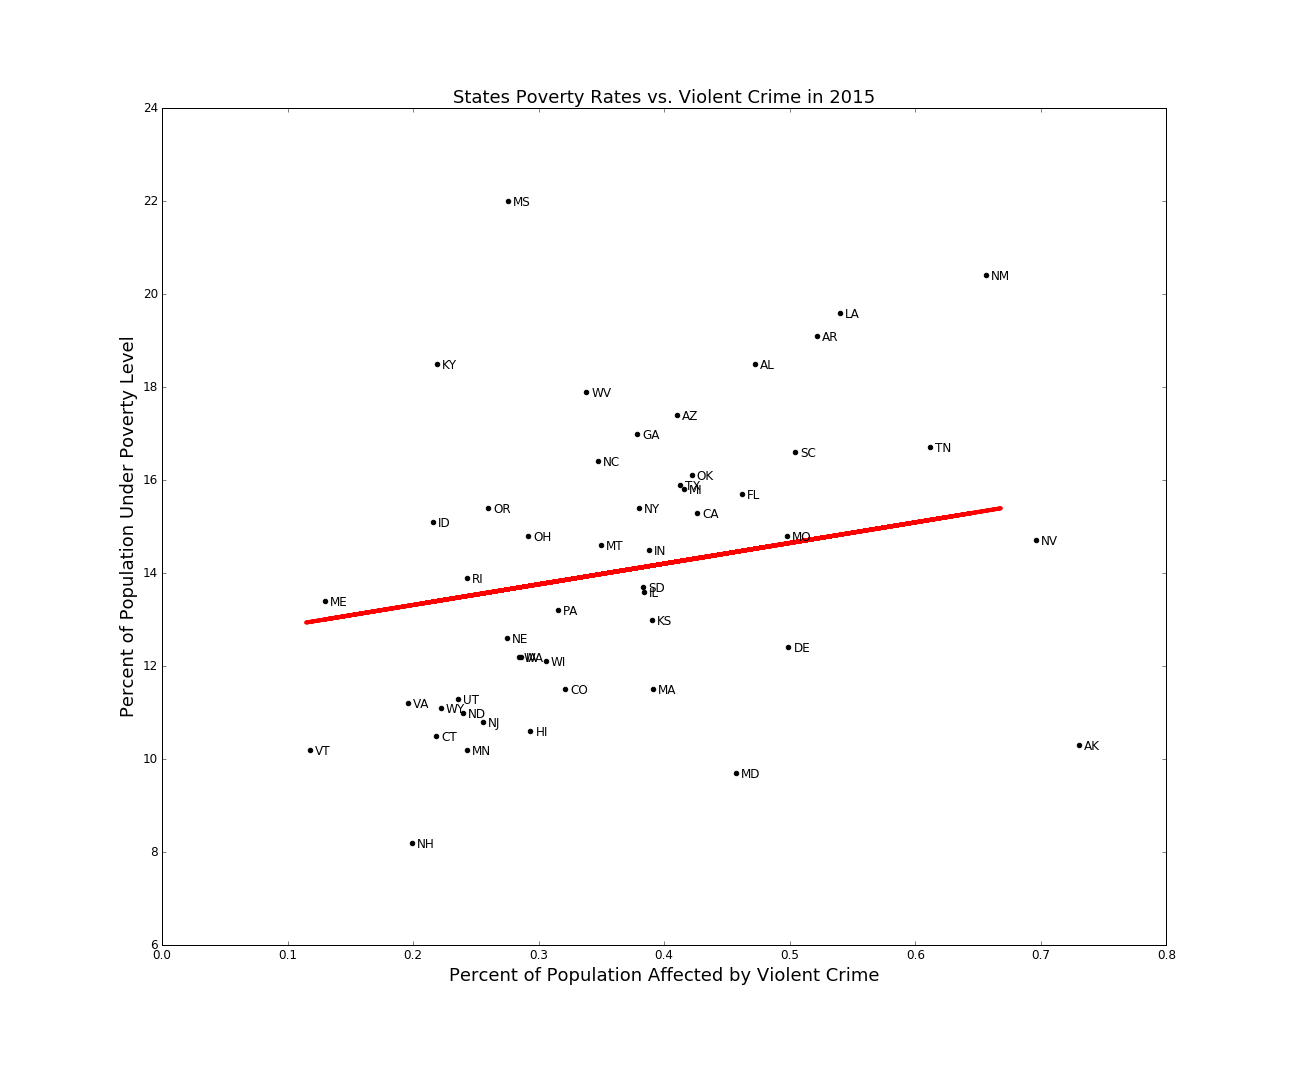 States Poverty Rates vs. Violent Crime in 2015
24
22
20
18
16
14
12
10
8
6
Percent of Population Under Poverty Level
MS
NM
LA
AR
KY
AL
WV
AZ
GA
TN
SC
NC
OK
TX
MI
FL
OR
NY
CA
ID
OH
MO
NV
MT
IN
RI
SD
IL
ME
PA
KS
NE
DE
WA
WI
CO
MA
UT
VA
WY
ND
NJ
HI
CT
VT
MN
AK
MD
NH
0.0 0.1 0.2 0.3 0.4 0.5 0.6 0.7 0.8
Percent of Population Affected by Violent Crime